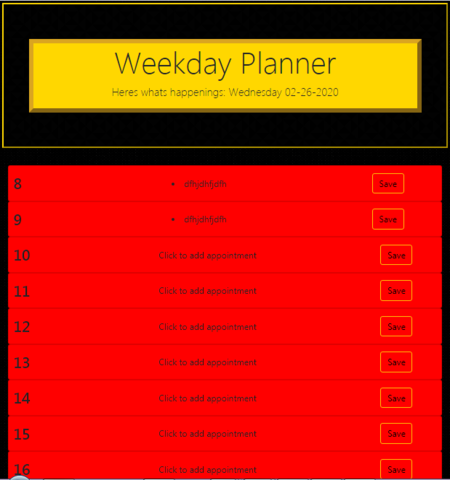 Weekday Planner
Heres whats happenings: Wednesday 02-26-2020
8 • dfhjdhfjdfh Save
9 • dfhjdhfjdfh Save
10 Click to add appointment Save
11 Click to add appointment Save
12 Click to add appointment Save
13 Click to add appointment Save
14 Click to add appointment Save
15 Click to add appointment Save
16 Click to add appointment Save